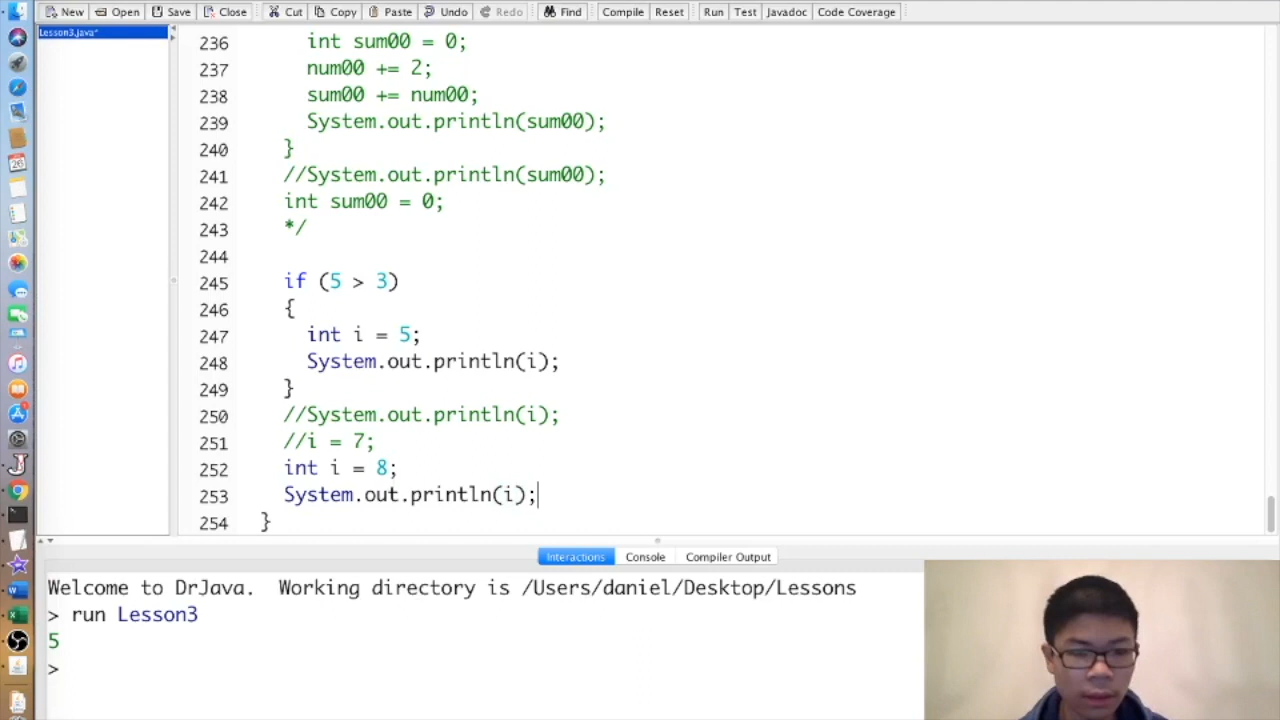 New Open Save Close Cut Copy Paste Undo Redo Find Compile Reset Run Test Javadoc Code Coverage
Lesson3.java*
236 int sum00 = 0;
237 num00 += 2;
238 sum00 += num00;
239 System.out.println(sum00);
240 }
241 //System.out.println(sum00);
242 int sum00 = 0;
243 */
244
245 if (5 > 3)
246 {
247 int i = 5;
248 System.out.println(i);
249 }
250 //System.out.println(i);
251 //i = 7;
252 int i = 8;
253 System.out.println(i);
254 }
Interactions Console Compiler Output
Welcome to DrJava.  Working directory is /Users/daniel/Desktop/Lessons
> run Lesson3
5
>